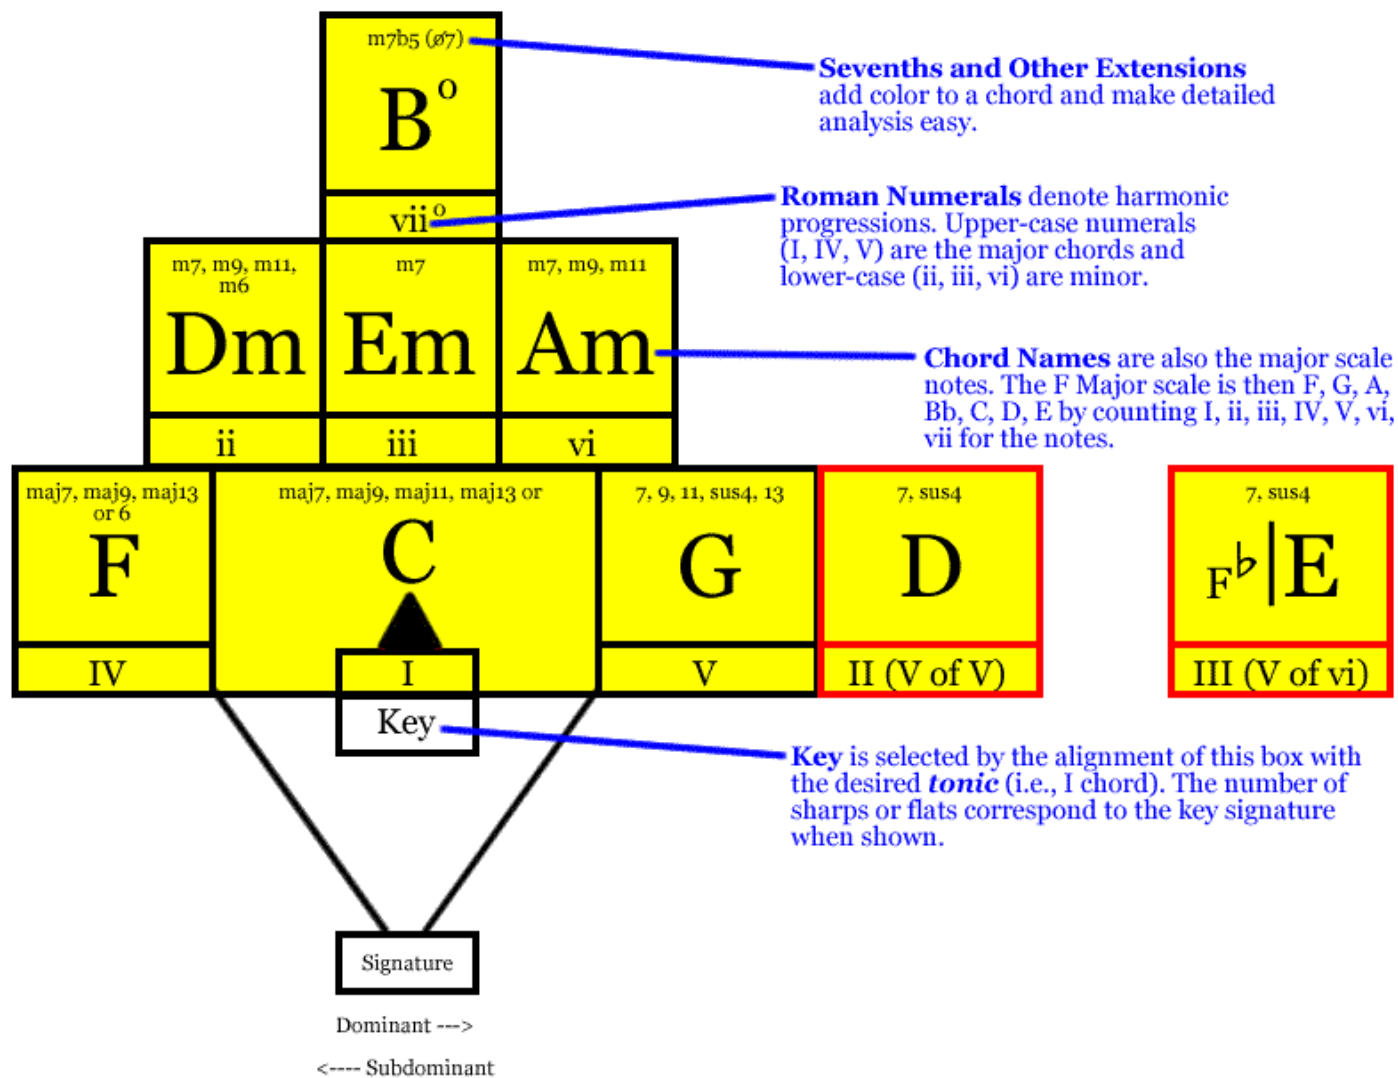 m7b5 (ø7)
B°
vii°
Sevenths and Other Extensions
add color to a chord and make detailed
analysis easy.
Roman Numerals denote harmonic
progressions. Upper-case numerals
(I, IV, V) are the major chords and
lower-case (ii, iii, vi) are minor.
m7, m9, m11,
m6
Dm
ii
m7
Em
iii
m7, m9, m11
Am
vi
Chord Names are also the major scale
notes. The F Major scale is then F, G, A,
Bb, C, D, E by counting I, ii, iii, IV, V, vi,
vii for the notes.
maj7, maj9, maj13
or 6
F
IV
maj7, maj9, maj11, maj13 or
C
I
Key
7, 9, 11, sus4, 13
G
V
7, sus4
D
II (V of V)
7, sus4
F♭|E
III (V of vi)
Key is selected by the alignment of this box with
the desired tonic (i.e., I chord). The number of
sharps or flats correspond to the key signature
when shown.
Signature
Dominant --->
<---- Subdominant